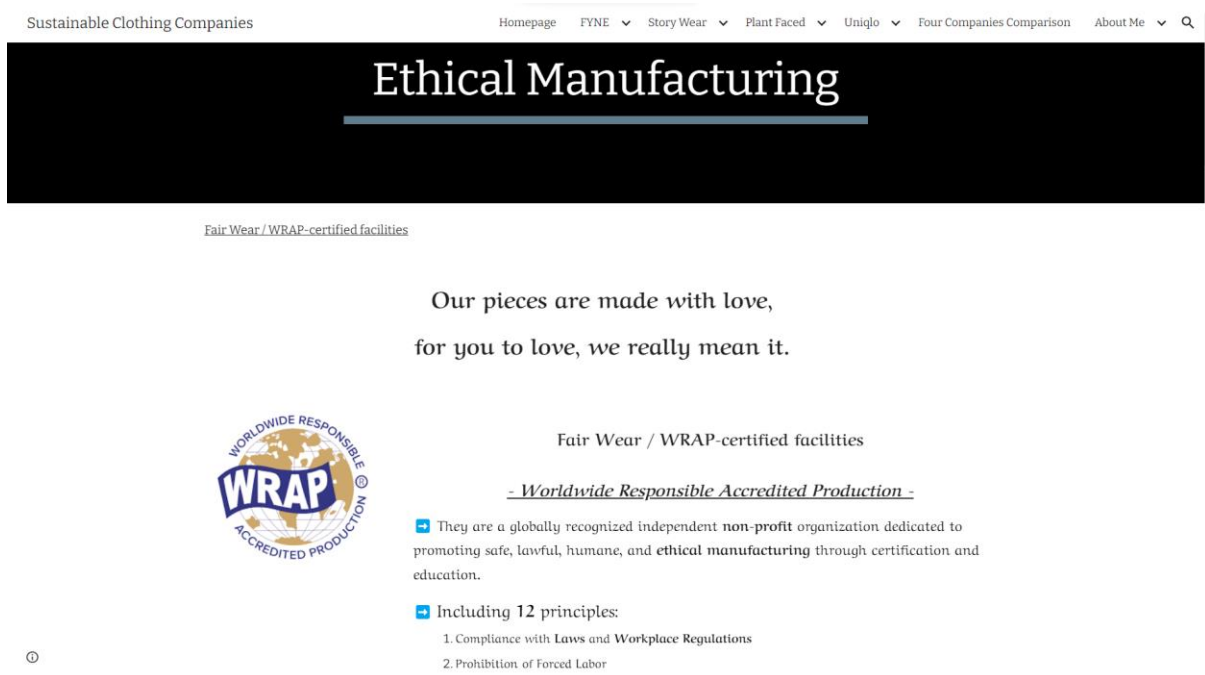 Sustainable Clothing Companies
Homepage FYNE Story Wear Plant Faced Uniqlo Four Companies Comparison About Me
Ethical Manufacturing
Fair Wear / WRAP-certified facilities
Our pieces are made with love,
for you to love, we really mean it.
WORLDWIDE RESPONSIBLE
WRAP ®
ACCREDITED PRODUCTION
Fair Wear / WRAP-certified facilities
- Worldwide Responsible Accredited Production -
➡ They are a globally recognized independent non-profit organization dedicated to
promoting safe, lawful, humane, and ethical manufacturing through certification and
education.
➡ Including 12 principles:
1. Compliance with Laws and Workplace Regulations
2. Prohibition of Forced Labor